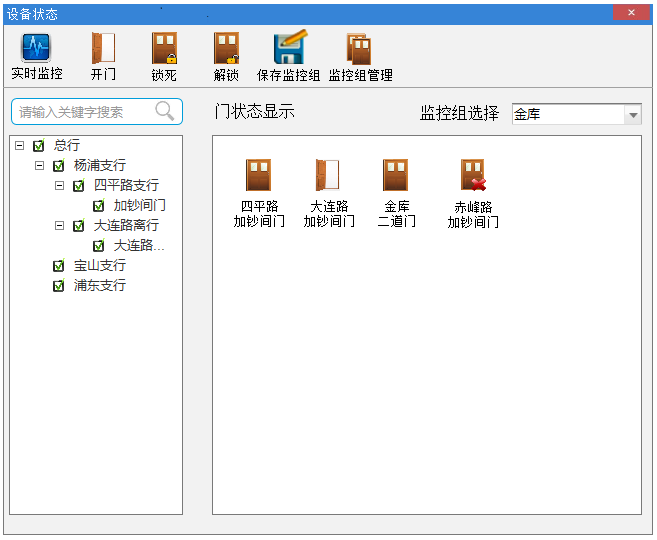 设备状态
实时监控 开门 锁死 解锁 保存监控组 监控组管理
请输入关键字搜索
门状态显示 监控组选择 金库
总行
杨浦支行
四平路支行
加钞间门
大连路离行
大连路...
宝山支行
浦东支行
四平路 大连路 金库 赤峰路
加钞间门 加钞间门 二道门 加钞间门